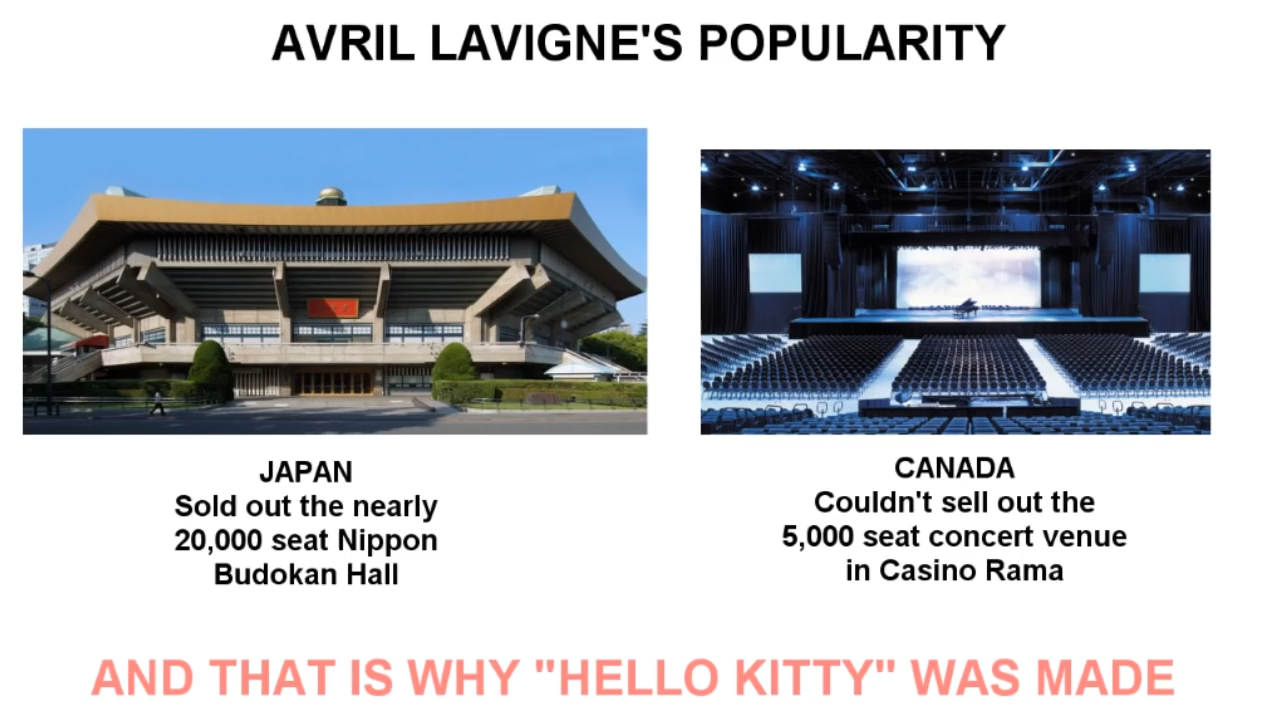 AVRIL LAVIGNE'S POPULARITY
JAPAN
Sold out the nearly
20,000 seat Nippon
Budokan Hall
CANADA
Couldn't sell out the
5,000 seat concert venue
in Casino Rama
AND THAT IS WHY "HELLO KITTY" WAS MADE